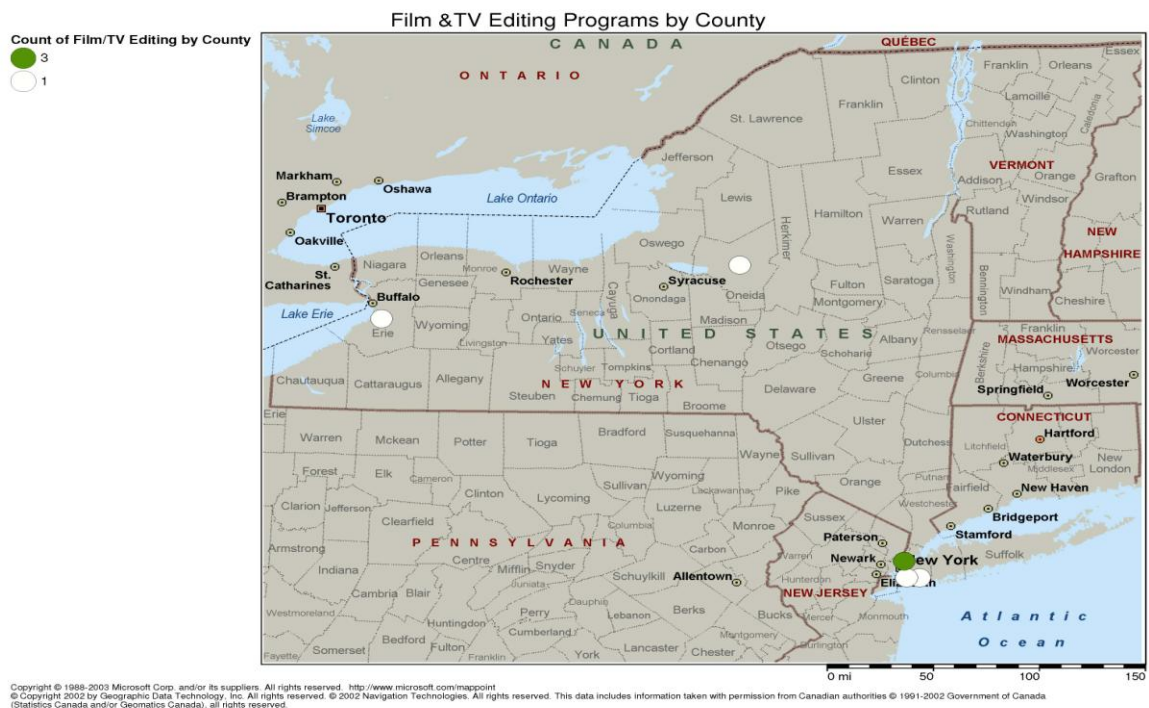 Film &TV Editing Programs by County
Count of Film/TV Editing by County
3
1
CANADA
QUÉBEC
ONTARIO
Essex
Franklin
Orleans
Clinton
Franklin
Lamoille
Caledonia
St. Lawrence
Lake Simcoe
Chittenden
Washington
Jefferson
VERMONT
Essex
Addison
Orange
Grafton
Markham
Oshawa
Brampton
Lake Ontario
Lewis
Windsor
Toronto
Hamilton
Warren
Rutland
Herkimer
Oakville
Oswego
Washington
NEW HAMPSHIRE
St. Catharines
Niagara
Orleans
Monroe
Wayne
Rochester
Genesee
Syracuse
Onondaga
Oneida
Fulton
Saratoga
Montgomery
Bennington
Windham
Cheshire
Cayuga
Buffalo
Lake Erie
Erie
Wyoming
Ontario
Seneca
Madison
UNITED STATES
Livingston
Yates
Otsego
Schoharie
Albany
Rensselaer
Franklin
MASSACHUSETTS
Berkshire
Hampshire
Worcester
Cortland
Chenango
Schuyler
Tompkins
Chautauqua
Cattaraugus
Allegany
NEW YORK
Delaware
Greene
Columbia
Worcester
Springfield
Steuben
Chemung
Tioga
Broome
Erie
Ulster
CONNECTICUT
Warren
Mckean
Potter
Tioga
Bradford
Susquehanna
Dutchess
Litchfield
Hartford
Wayne
Sullivan
Waterbury
Middlesex
New London
Forest
Elk
Cameron
Wyoming
Sullivan
Lackawanna
Pike
Orange
Putnam
Fairfield
New Haven
Clinton
Lycoming
Luzerne
Westchester
Clarion
Jefferson
Clearfield
Columbia
Monroe
Sussex
Bridgeport
Stamford
PENNSYLVANIA
Paterson
Suffolk
Armstrong
Centre
Carbon
Warren
Newark
New York
Indiana
Mifflin
Snyder
Juniata
Schuylkill
Allentown
Hunterdon
Elizabeth
Cambria
Blair
NEW JERSEY
Westmoreland
Huntingdon
Perry
Dauphin
Lebanon
Berks
Bucks
Mercer
Monmouth
Atlantic Ocean
Bedford
Fulton
Cumberland
Montgomery
Fayette
Somerset
Franklin
York
Lancaster
Chester
Burlington
0 mi 50 100 150
Copyright © 1988-2003 Microsoft Corp. and/or its suppliers. All rights reserved. http://www.microsoft.com/mappoint
© Copyright 2002 by Geographic Data Technology, Inc. All rights reserved. © 2002 Navigation Technologies. All rights reserved. This data includes information taken with permission from Canadian authorities © 1991-2002 Government of Canada
(Statistics Canada and/or Geomatics Canada), all rights reserved.